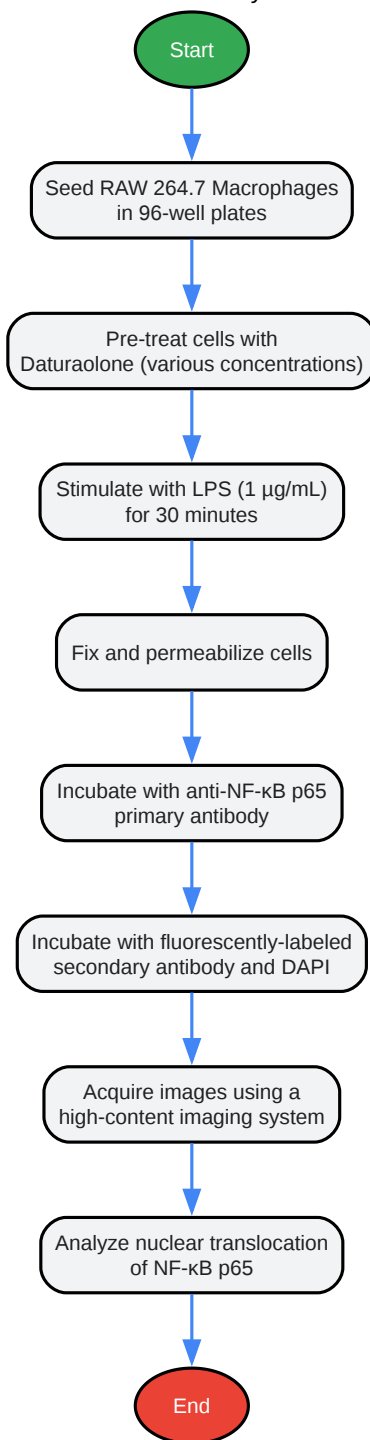 Start
Seed RAW 264.7 Macrophages
in 96-well plates
Pre-treat cells with
Daturaolone (various concentrations)
Stimulate with LPS (1 µg/mL)
for 30 minutes
Fix and permeabilize cells
Incubate with anti-NF-κB p65
primary antibody
Incubate with fluorescently-labeled
secondary antibody and DAPI
Acquire images using a
high-content imaging system
Analyze nuclear translocation
of NF-κB p65
End